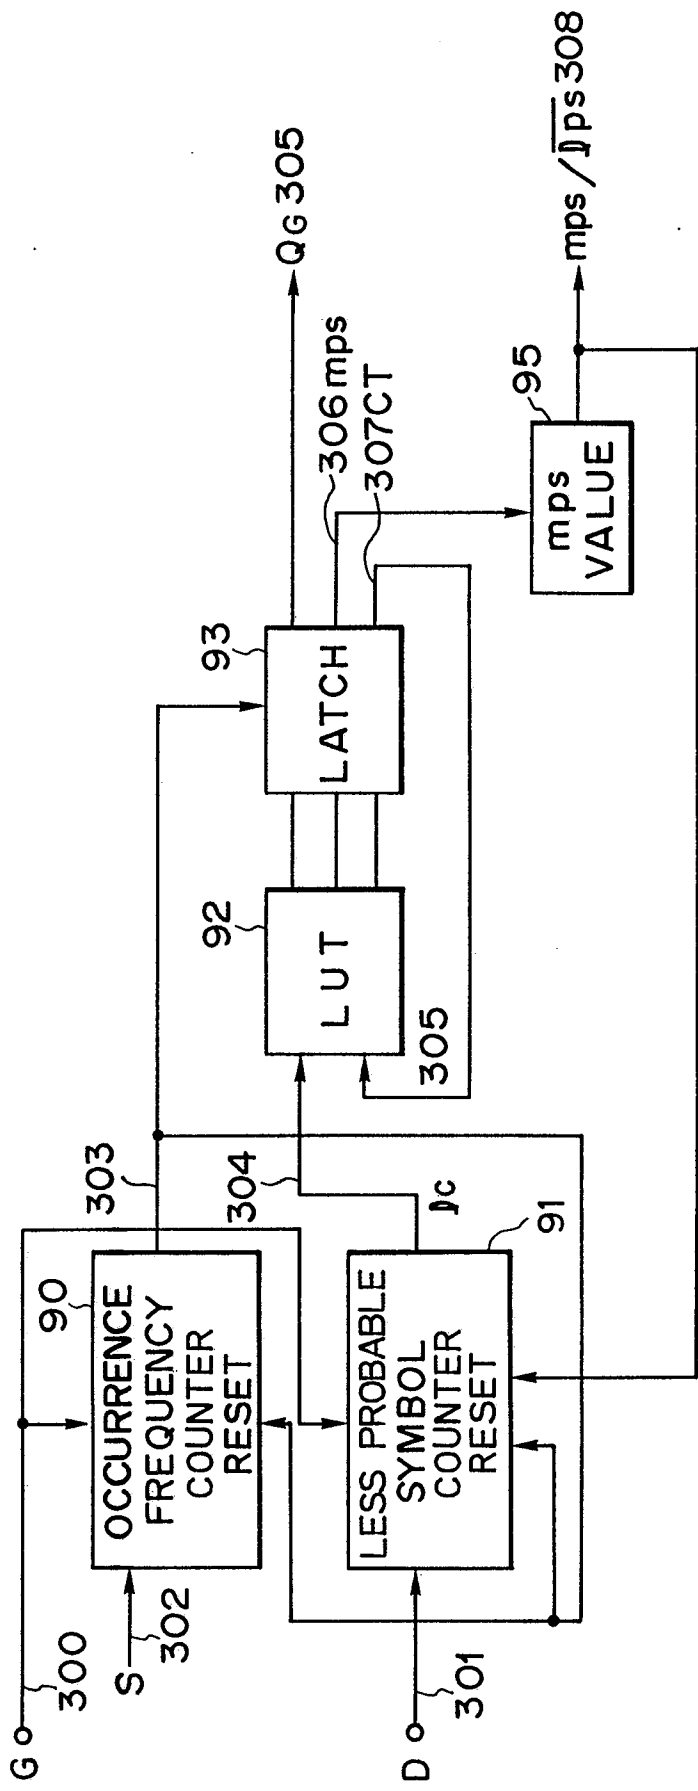 G
300
S
302
90
OCCURRENCE
FREQUENCY
COUNTER
RESET
303
D
301
LESS PROBABLE
SYMBOL
COUNTER
RESET
91
ℓc
304
305
92
LUT
93
LATCH
QG 305
306 mps
307 CT
95
mps
VALUE
mps / ℓps 308